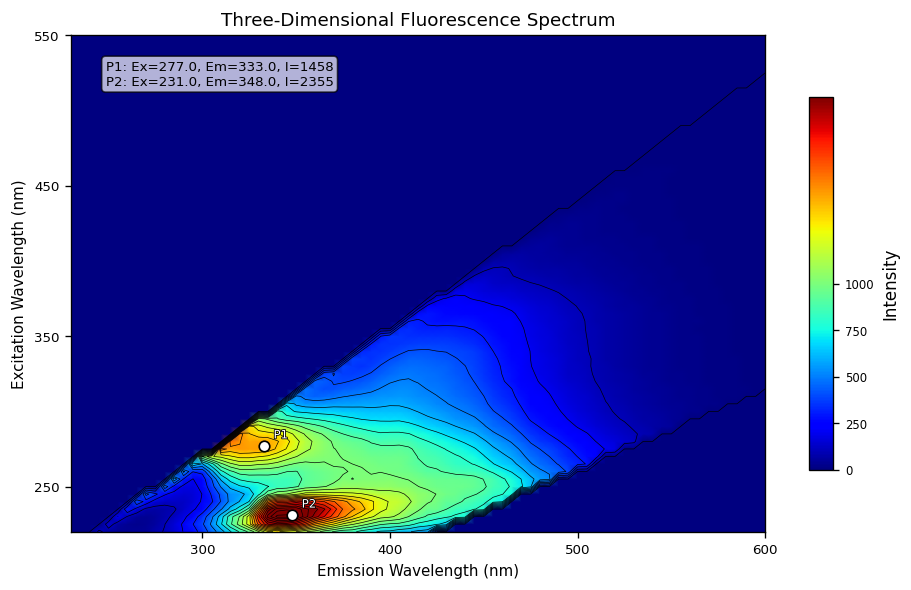 Three-Dimensional Fluorescence Spectrum
P1: Ex=277.0, Em=333.0, I=1458
P2: Ex=231.0, Em=348.0, I=2355
550
450
350
250
Excitation Wavelength (nm)
P1
P2
300
400
500
600
Emission Wavelength (nm)
1000
750
500
250
0
Intensity